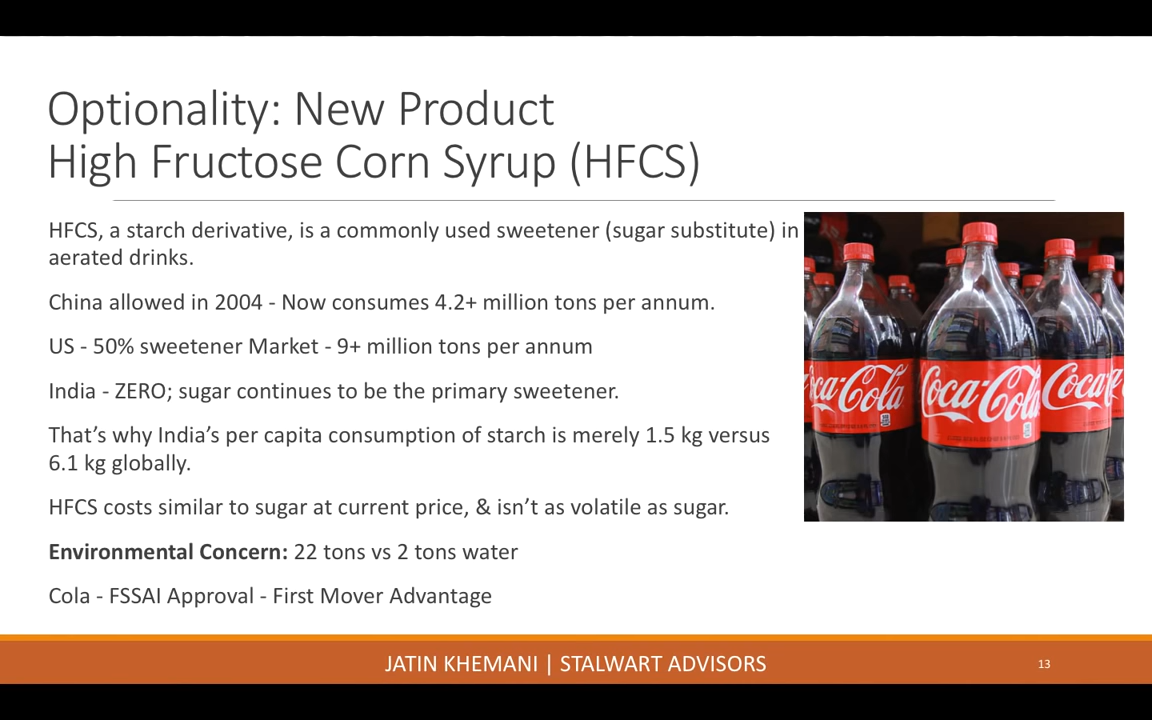 Optionality: New Product
High Fructose Corn Syrup (HFCS)
HFCS, a starch derivative, is a commonly used sweetener (sugar substitute) in
aerated drinks.
China allowed in 2004 - Now consumes 4.2+ million tons per annum.
US - 50% sweetener Market - 9+ million tons per annum
India - ZERO; sugar continues to be the primary sweetener.
That’s why India’s per capita consumption of starch is merely 1.5 kg versus
6.1 kg globally.
HFCS costs similar to sugar at current price, & isn’t as volatile as sugar.
Environmental Concern: 22 tons vs 2 tons water
Cola - FSSAI Approval - First Mover Advantage
Coca-Cola
JATIN KHEMANI | STALWART ADVISORS
13